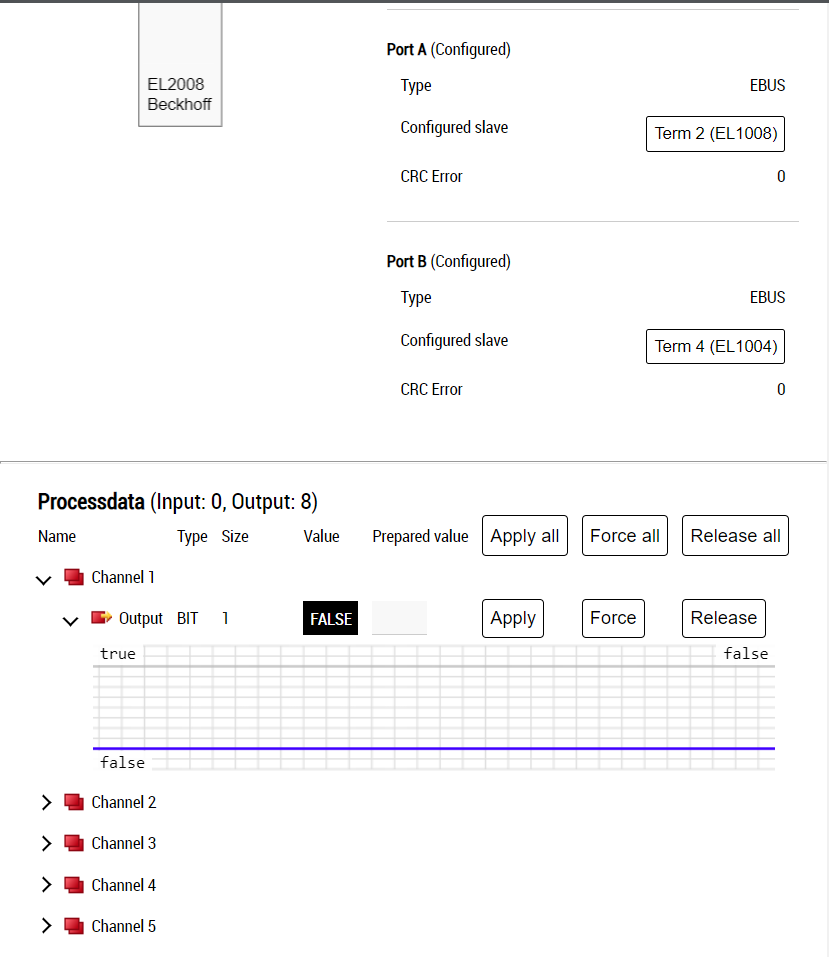 EL2008
Beckhoff
Port A (Configured)
Type EBUS
Configured slave Term 2 (EL1008)
CRC Error 0
Port B (Configured)
Type EBUS
Configured slave Term 4 (EL1004)
CRC Error 0
Processdata (Input: 0, Output: 8)
Name Type Size Value Prepared value Apply all Force all Release all
Channel 1
Output BIT 1 FALSE Apply Force Release
true false
false
Channel 2
Channel 3
Channel 4
Channel 5